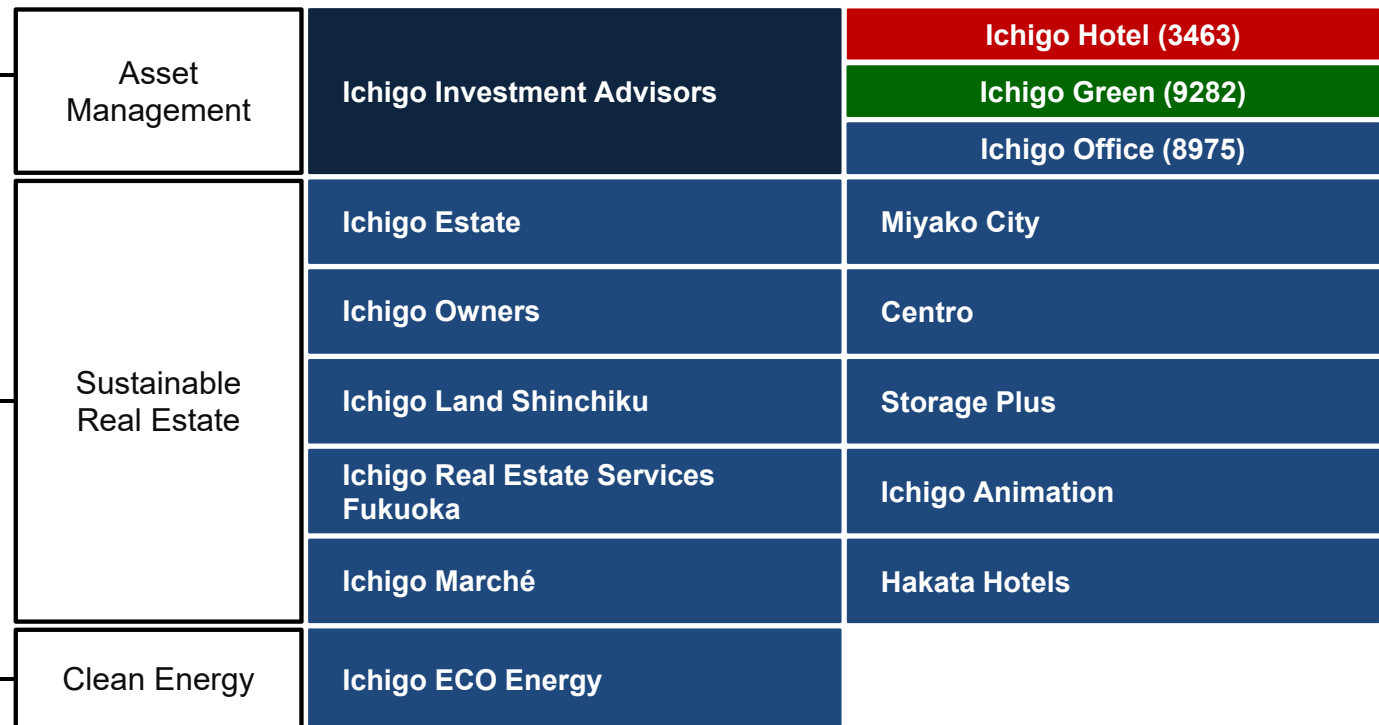 Asset
Management
Ichigo Investment Advisors
Ichigo Hotel (3463)
Ichigo Green (9282)
Ichigo Office (8975)
Sustainable
Real Estate
Ichigo Estate
Miyako City
Ichigo Owners
Centro
Ichigo Land Shinchiku
Storage Plus
Ichigo Real Estate Services
Fukuoka
Ichigo Animation
Ichigo Marché
Hakata Hotels
Clean Energy
Ichigo ECO Energy